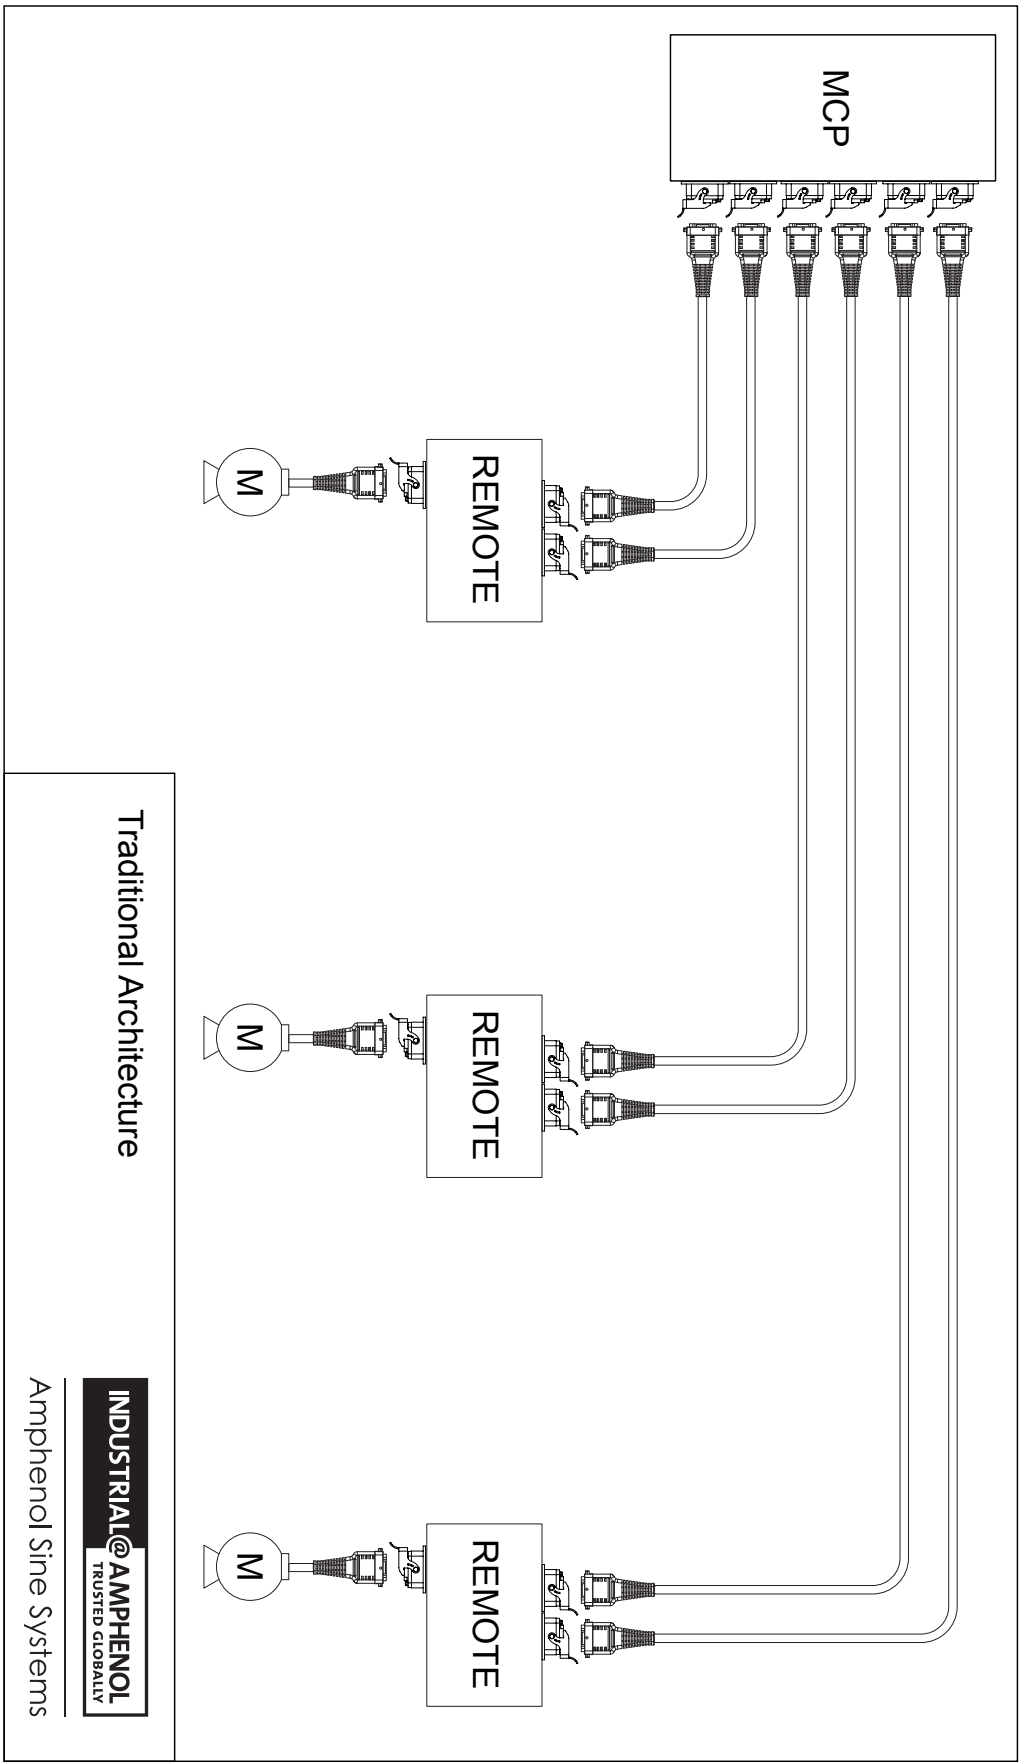 MCP
REMOTE
REMOTE
REMOTE
M
M
M
Traditional Architecture
INDUSTRIAL@AMPHENOL
TRUSTED GLOBALLY
Amphenol Sine Systems